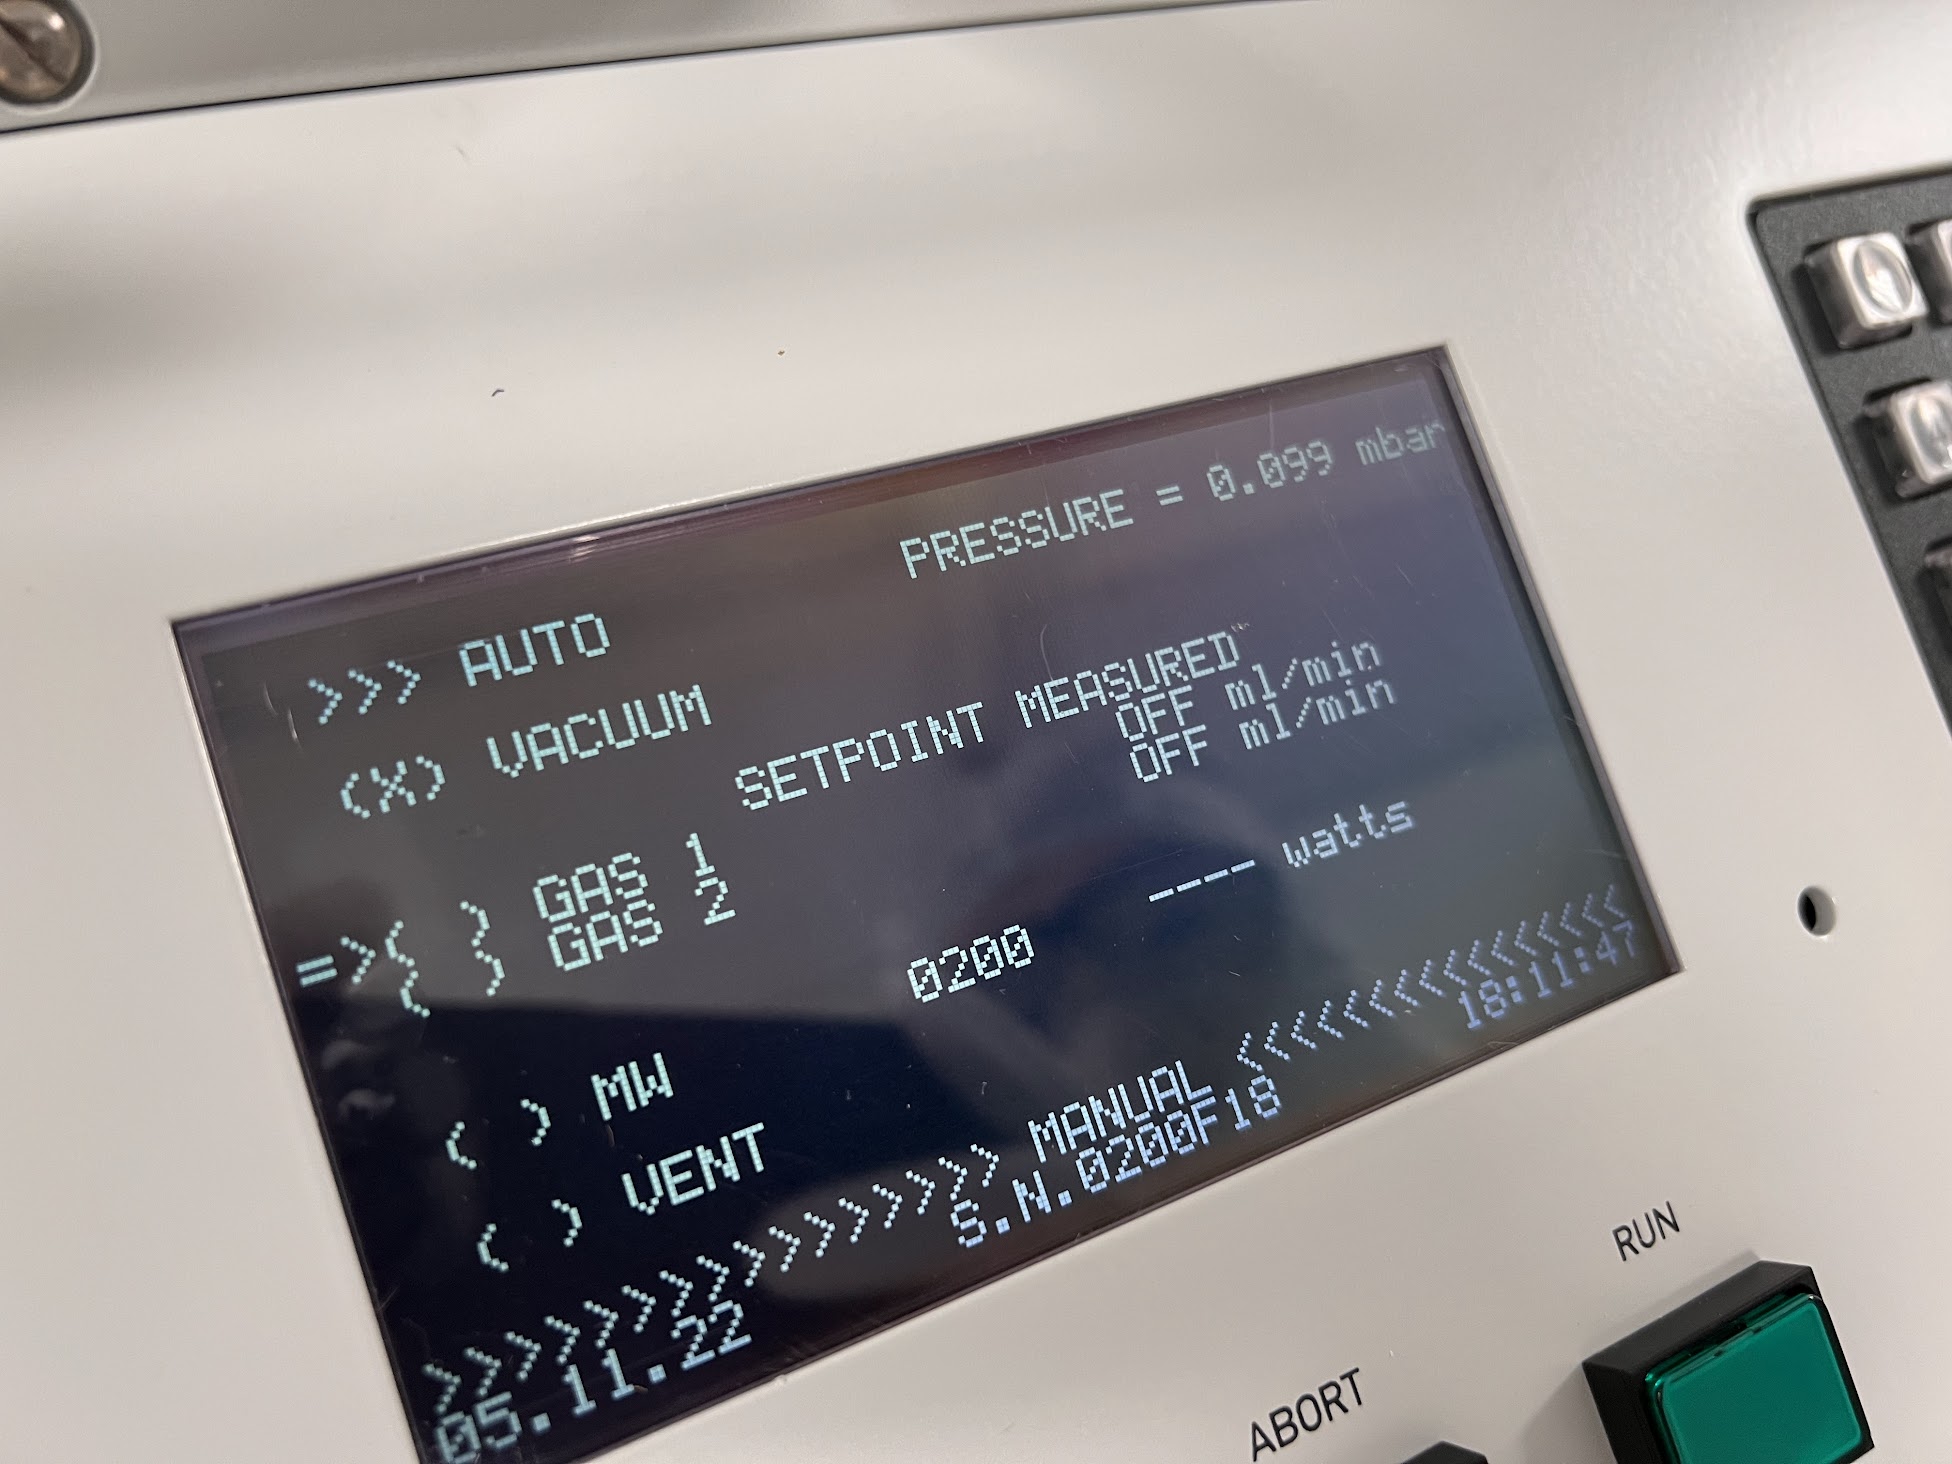 PRESSURE = 0.099 mbar
>>> AUTO
(X) VACUUM
SETPOINT MEASURED
=>{ } GAS 1 OFF ml/min
{ } GAS 2 OFF ml/min
( ) MW 0200 ---- watts
( ) VENT
>>>>>>>>>>>>>>> MANUAL <<<<<<<<<<<<<<<
05.11.22 S.N.0200F18 18:11:47
RUN
ABORT